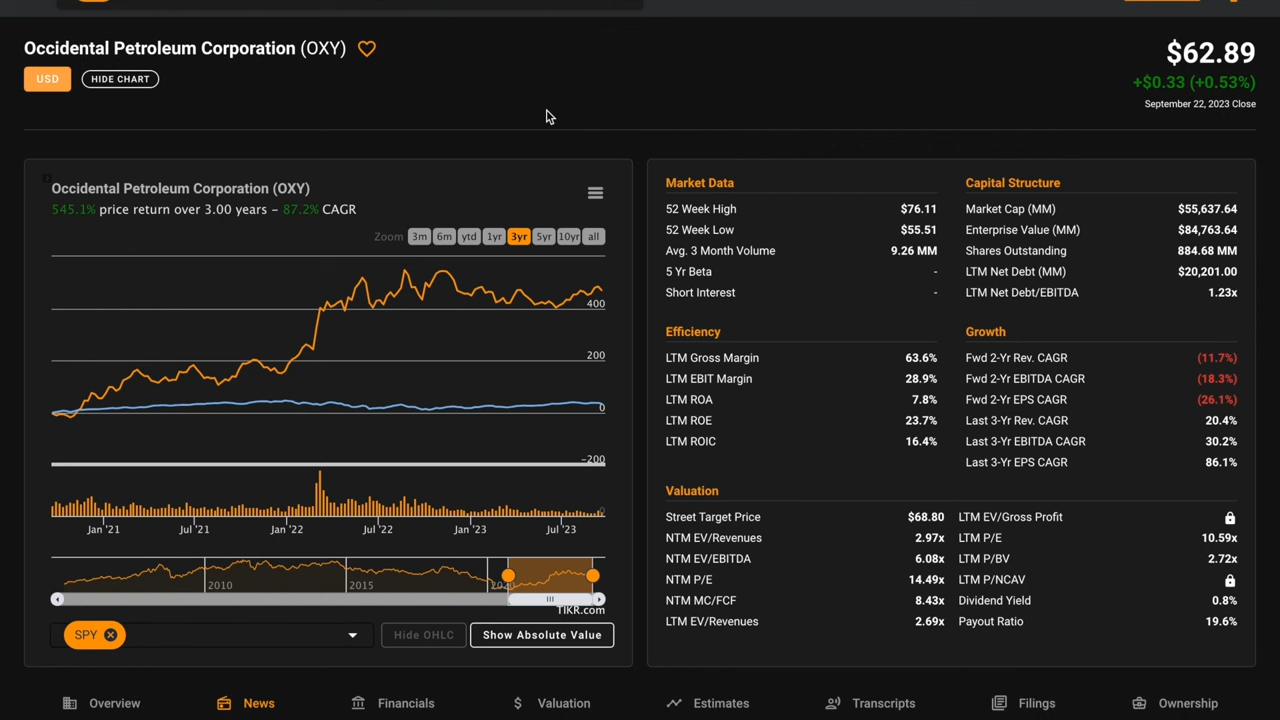 Occidental Petroleum Corporation (OXY)
$62.89
USD
HIDE CHART
+$0.33 (+0.53%)
September 22, 2023 Close
Occidental Petroleum Corporation (OXY)
545.1% price return over 3.00 years – 87.2% CAGR
Zoom 3m 6m ytd 1yr 3yr 5yr 10yr all
400
200
0
−200
0
Jan '21 Jul '21 Jan '22 Jul '22 Jan '23 Jul '23
2010 2015
TIKR.com
SPY
Hide OHLC
Show Absolute Value
Market Data
52 Week High $76.11
52 Week Low $55.51
Avg. 3 Month Volume 9.26 MM
5 Yr Beta -
Short Interest -
Capital Structure
Market Cap (MM) $55,637.64
Enterprise Value (MM) $84,763.64
Shares Outstanding 884.68 MM
LTM Net Debt (MM) $20,201.00
LTM Net Debt/EBITDA 1.23x
Efficiency
LTM Gross Margin 63.6%
LTM EBIT Margin 28.9%
LTM ROA 7.8%
LTM ROE 23.7%
LTM ROIC 16.4%
Growth
Fwd 2-Yr Rev. CAGR (11.7%)
Fwd 2-Yr EBITDA CAGR (18.3%)
Fwd 2-Yr EPS CAGR (26.1%)
Last 3-Yr Rev. CAGR 20.4%
Last 3-Yr EBITDA CAGR 30.2%
Last 3-Yr EPS CAGR 86.1%
Valuation
Street Target Price $68.80
NTM EV/Revenues 2.97x
NTM EV/EBITDA 6.08x
NTM P/E 14.49x
NTM MC/FCF 8.43x
LTM EV/Revenues 2.69x
LTM EV/Gross Profit
LTM P/E 10.59x
LTM P/BV 2.72x
LTM P/NCAV
Dividend Yield 0.8%
Payout Ratio 19.6%
Overview
News
Financials
Valuation
Estimates
Transcripts
Filings
Ownership